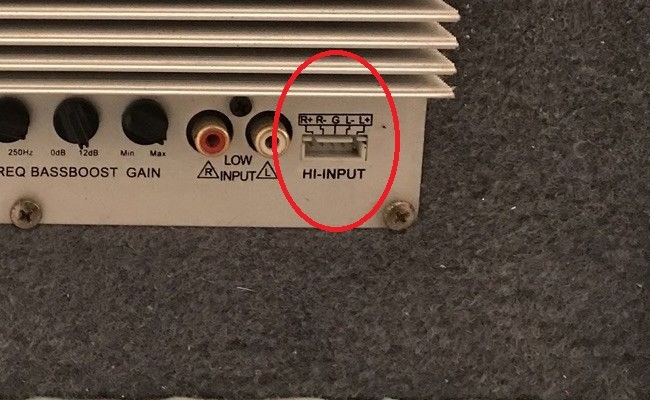 R+ R- G L- L+
250Hz 0dB 12dB Min Max
REQ BASSBOOST GAIN
R LOW INPUT L
HI-INPUT